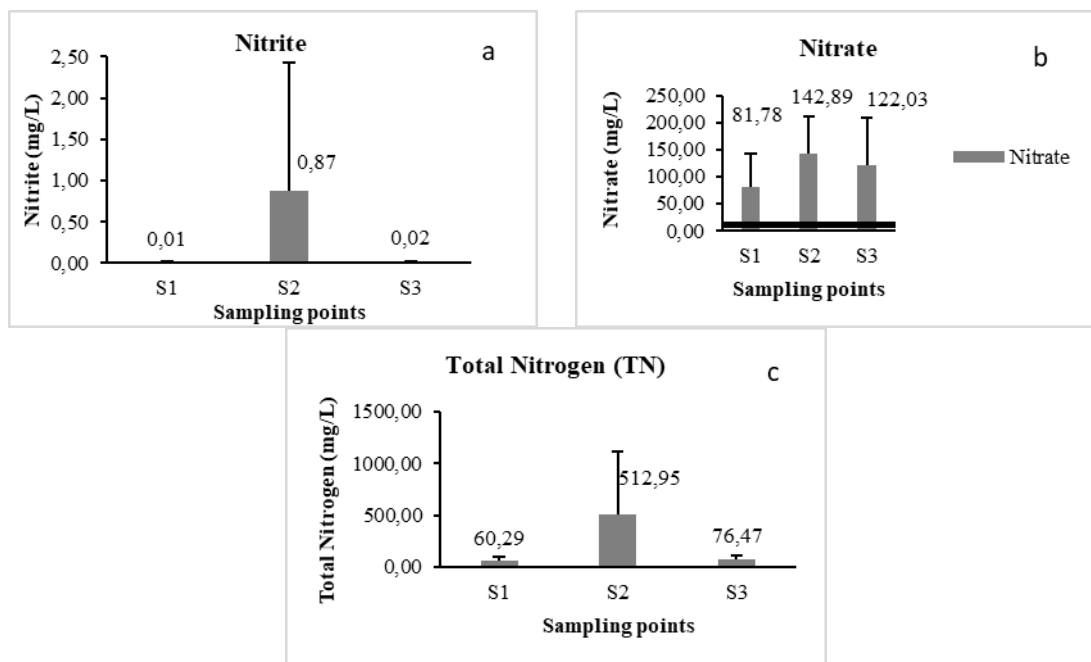 Nitrite
a
2,50
2,00
1,50
1,00
0,50
0,00
Nitrite (mg/L)
0,01
0,87
0,02
S1 S2 S3
Sampling points
Nitrate
b
250,00
200,00
150,00
100,00
50,00
0,00
Nitrate (mg/L)
81,78
142,89
122,03
S1 S2 S3
Sampling points
Nitrate
Total Nitrogen (TN)
c
1500,00
1000,00
500,00
0,00
Total Nitrogen (mg/L)
60,29
512,95
76,47
S1 S2 S3
Sampling points